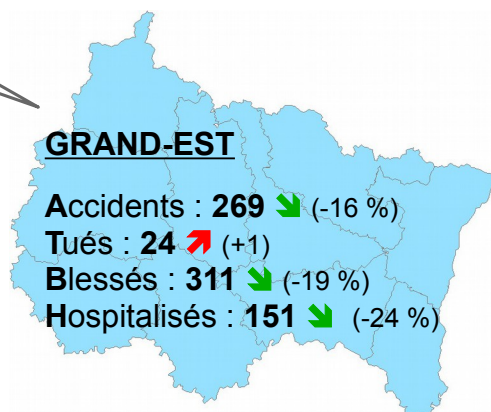 GRAND-EST
Accidents : 269 (-16 %)
Tués : 24 (+1)
Blessés : 311 (-19 %)
Hospitalisés : 151 (-24 %)